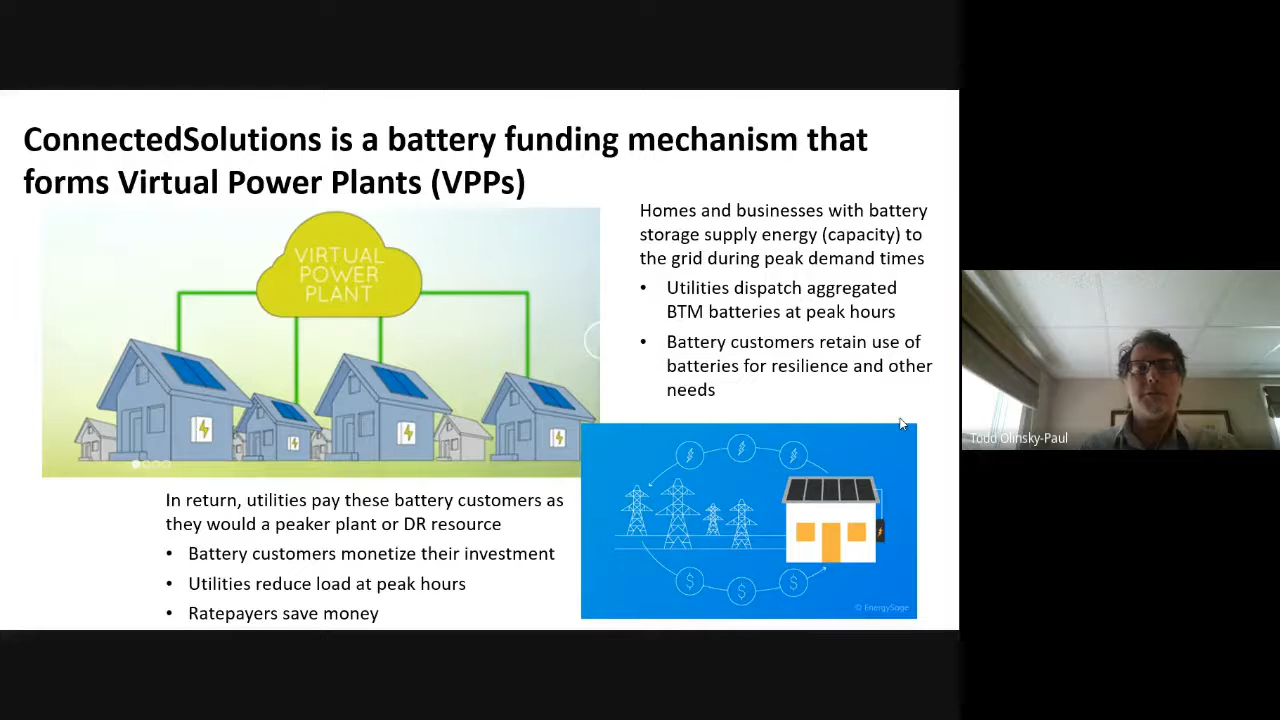 ConnectedSolutions is a battery funding mechanism that
forms Virtual Power Plants (VPPs)
VIRTUAL
POWER
PLANT
Homes and businesses with battery
storage supply energy (capacity) to
the grid during peak demand times
• Utilities dispatch aggregated
BTM batteries at peak hours
• Battery customers retain use of
batteries for resilience and other
needs
In return, utilities pay these battery customers as
they would a peaker plant or DR resource
• Battery customers monetize their investment
• Utilities reduce load at peak hours
• Ratepayers save money
$ $ $
© EnergySage
Todd Olinsky-Paul